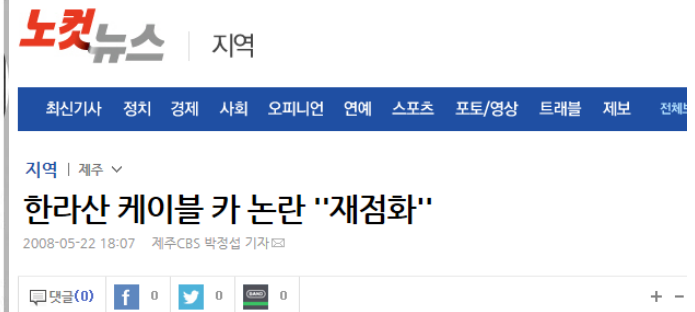 노컷뉴스 지역
최신기사 정치 경제 사회 오피니언 연예 스포츠 포토/영상 트래블 제보 전체보
지역 | 제주
한라산 케이블 카 논란 ''재점화''
2008-05-22 18:07 제주CBS 박정섭 기자
댓글(0) f 0 0 BAND 0 + -